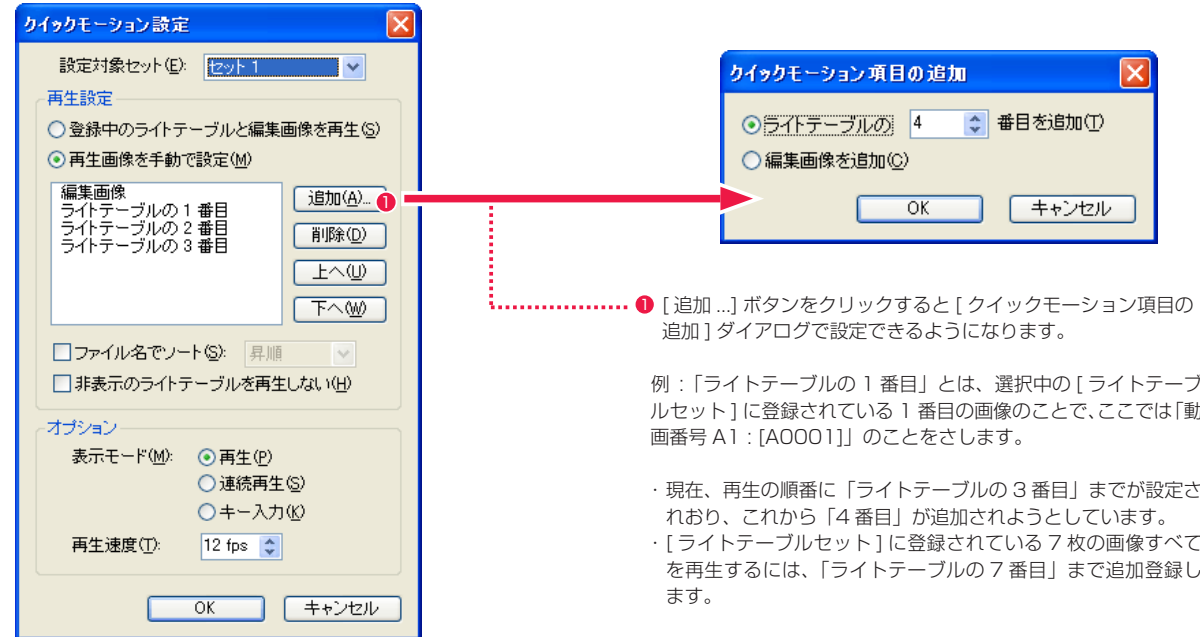 クイックモーション設定
設定対象セット(E): セット 1
再生設定
登録中のライトテーブルと編集画像を再生(S)
再生画像を手動で設定(M)
編集画像
ライトテーブルの 1 番目
ライトテーブルの 2 番目
ライトテーブルの 3 番目
追加(A)... ❶
削除(D)
上へ(U)
下へ(W)
ファイル名でソート(S): 昇順
非表示のライトテーブルを再生しない(H)
オプション
表示モード(M): 再生(P)
連続再生(S)
キー入力(K)
再生速度(T): 12 fps
OK キャンセル
クイックモーション項目の追加
ライトテーブルの 4 番目を追加(T)
編集画像を追加(C)
OK キャンセル
❶ [ 追加 ...] ボタンをクリックすると [ クイックモーション項目の
追加 ] ダイアログで設定できるようになります。
例 :「ライトテーブルの 1 番目」とは、選択中の [ ライトテーブ
ルセット ] に登録されている 1 番目の画像のことで、ここでは「動
画番号 A1 : [A0001]」のことをさします。
・現在、再生の順番に「ライトテーブルの 3 番目」までが設定さ
れおり、これから「4 番目」が追加されようとしています。
・[ ライトテーブルセット ] に登録されている 7 枚の画像すべて
を再生するには、「ライトテーブルの 7 番目」まで追加登録し
ます。